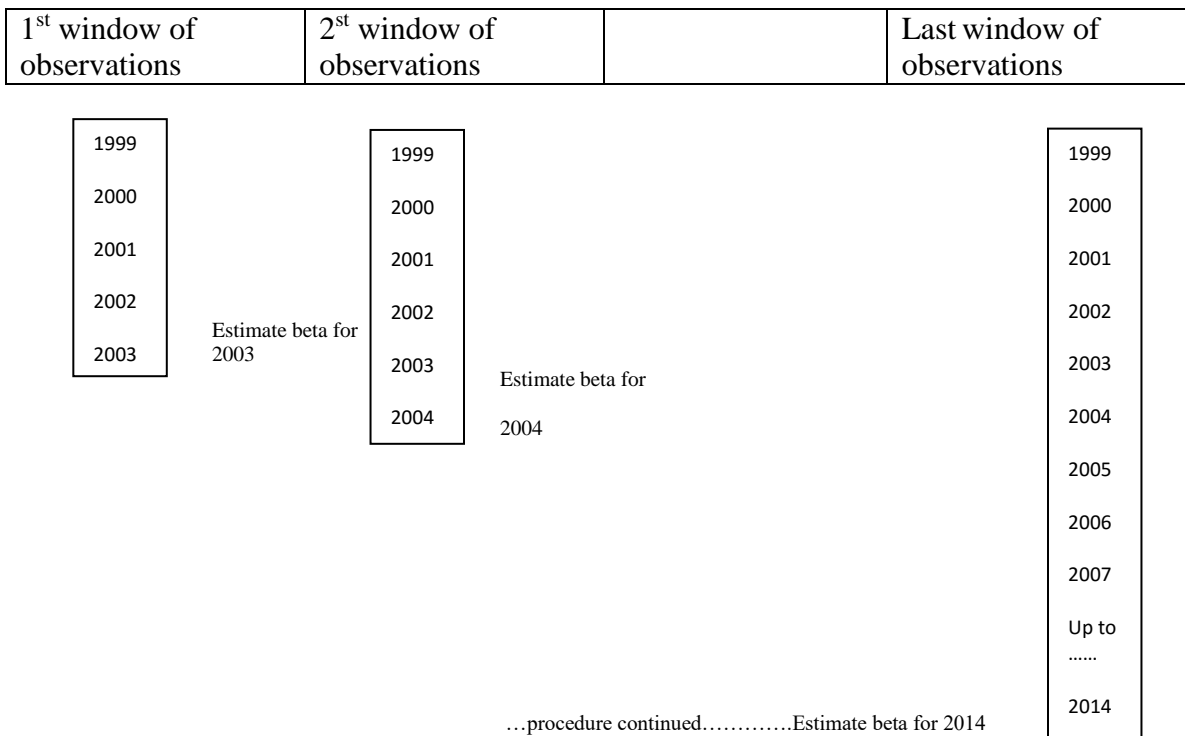 1st window of
observations
2st window of
observations
Last window of
observations
1999
2000
2001
2002
2003
Estimate beta for
2003
1999
2000
2001
2002
2003
2004
Estimate beta for
2004
1999
2000
2001
2002
2003
2004
2005
2006
2007
Up to
……
2014
…procedure continued………….Estimate beta for 2014